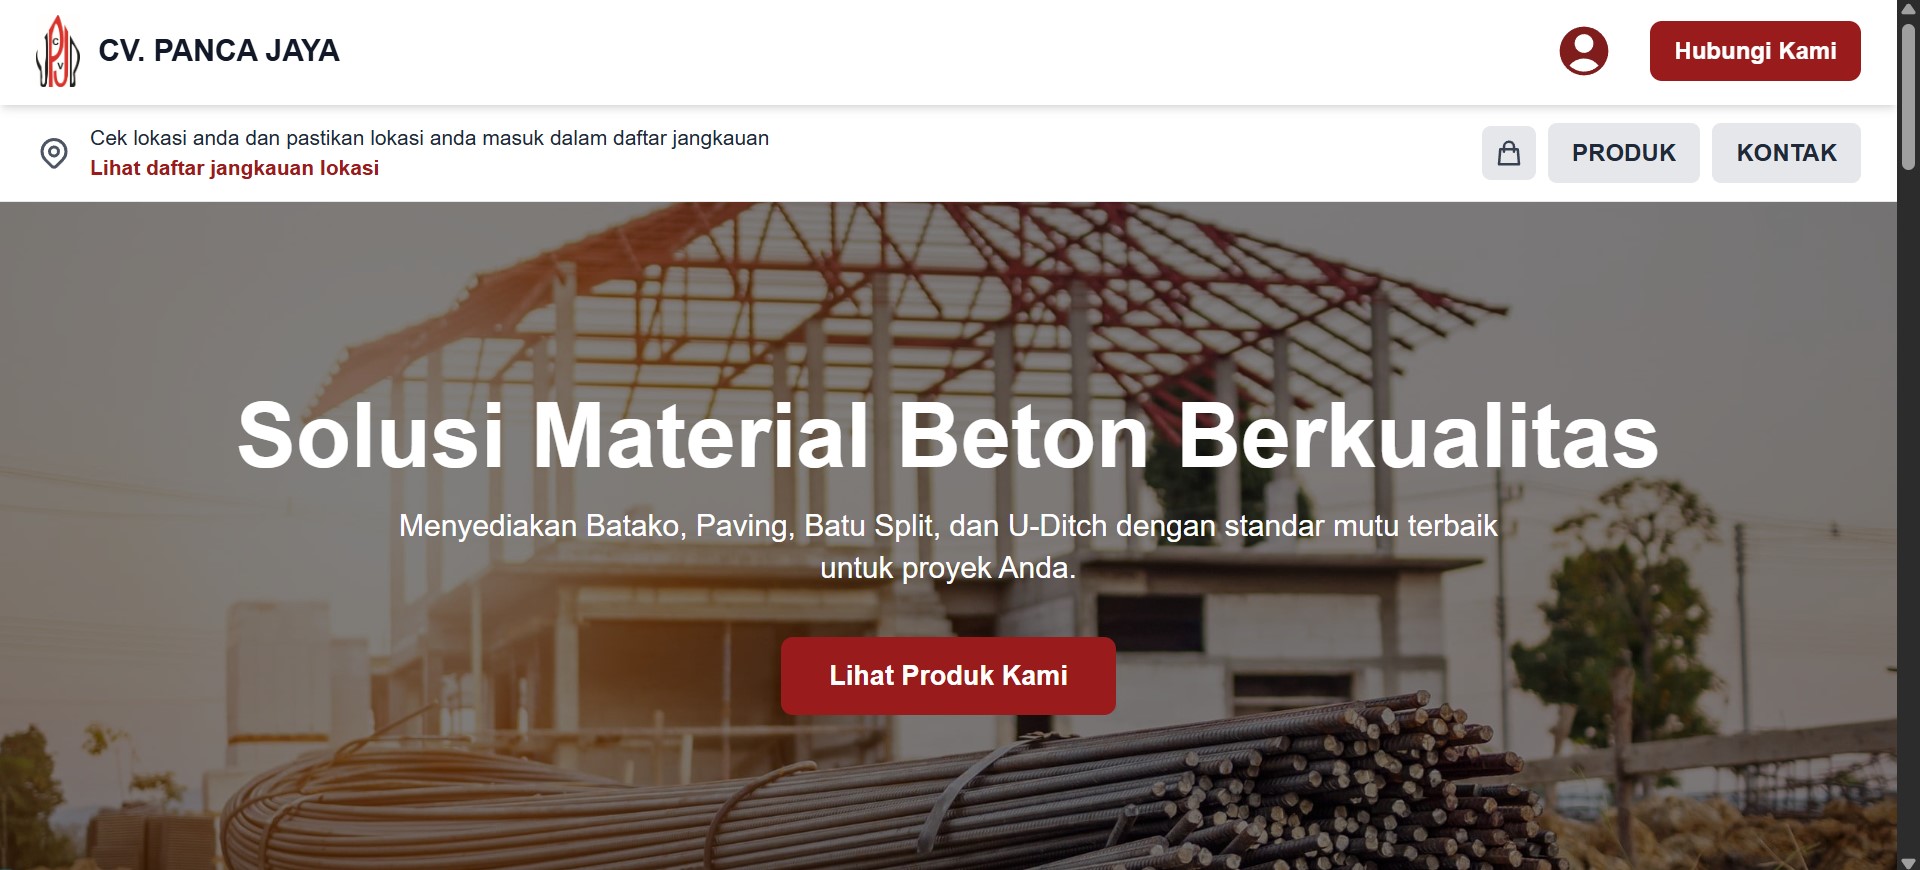 CV. PANCA JAYA
Hubungi Kami
Cek lokasi anda dan pastikan lokasi anda masuk dalam daftar jangkauan
Lihat daftar jangkauan lokasi
PRODUK
KONTAK
Solusi Material Beton Berkualitas
Menyediakan Batako, Paving, Batu Split, dan U-Ditch dengan standar mutu terbaik
untuk proyek Anda.
Lihat Produk Kami